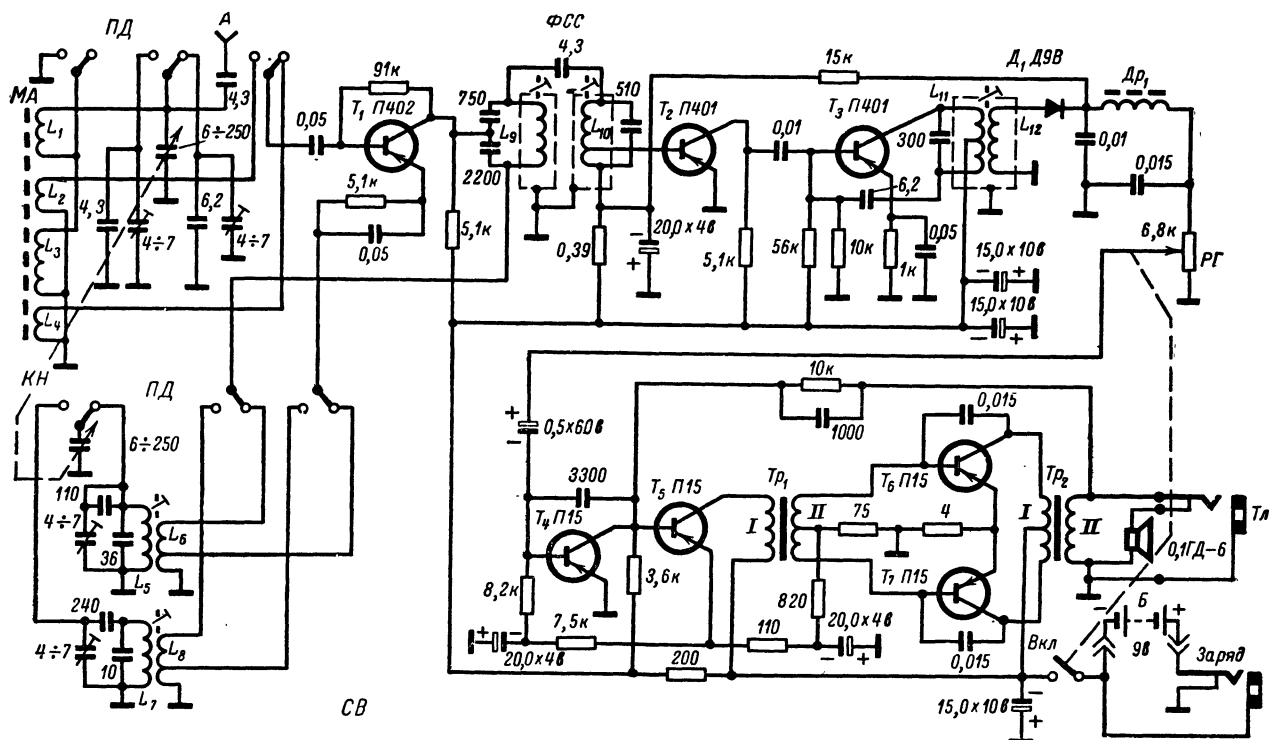 ПД
А
ФСС
4,3
15к
Д₁ Д9В
МА
4,3
91к
T₁ П402
750
510
L₁₁
Др₁
L₁
6÷250
0,05
L₉
L₁₀
T₂ П401
0,01
T₃ П401
300
L₁₂
0,01
0,015
L₂
4,3
4÷7
6,2
4÷7
5,1к
2200
6,2
6,8к
РГ
L₃
0,05
5,1к
0,39
-
+
20,0×4в
5,1к
56к
10к
1к
0,05
15,0×10в
- +
L₄
15,0×10в
- +
КН
ПД
6÷250
+
-
0,5×60в
10к
1000
0,015
110
4÷7
36
L₅
L₆
3300
T₄ П15
T₅ П15
Тр₁
I
II
75
4
T₆ П15
Тр₂
I
II
Тл
0,1ГД-6
240
4÷7
10
L₇
L₈
8,2к
3,6к
T₇ П15
820
+ -
20,0×4в
7,5к
110
20,0×4в
- +
0,015
200
Вкл
- Б +
9в
Заряд
СВ
15,0×10в
-
+